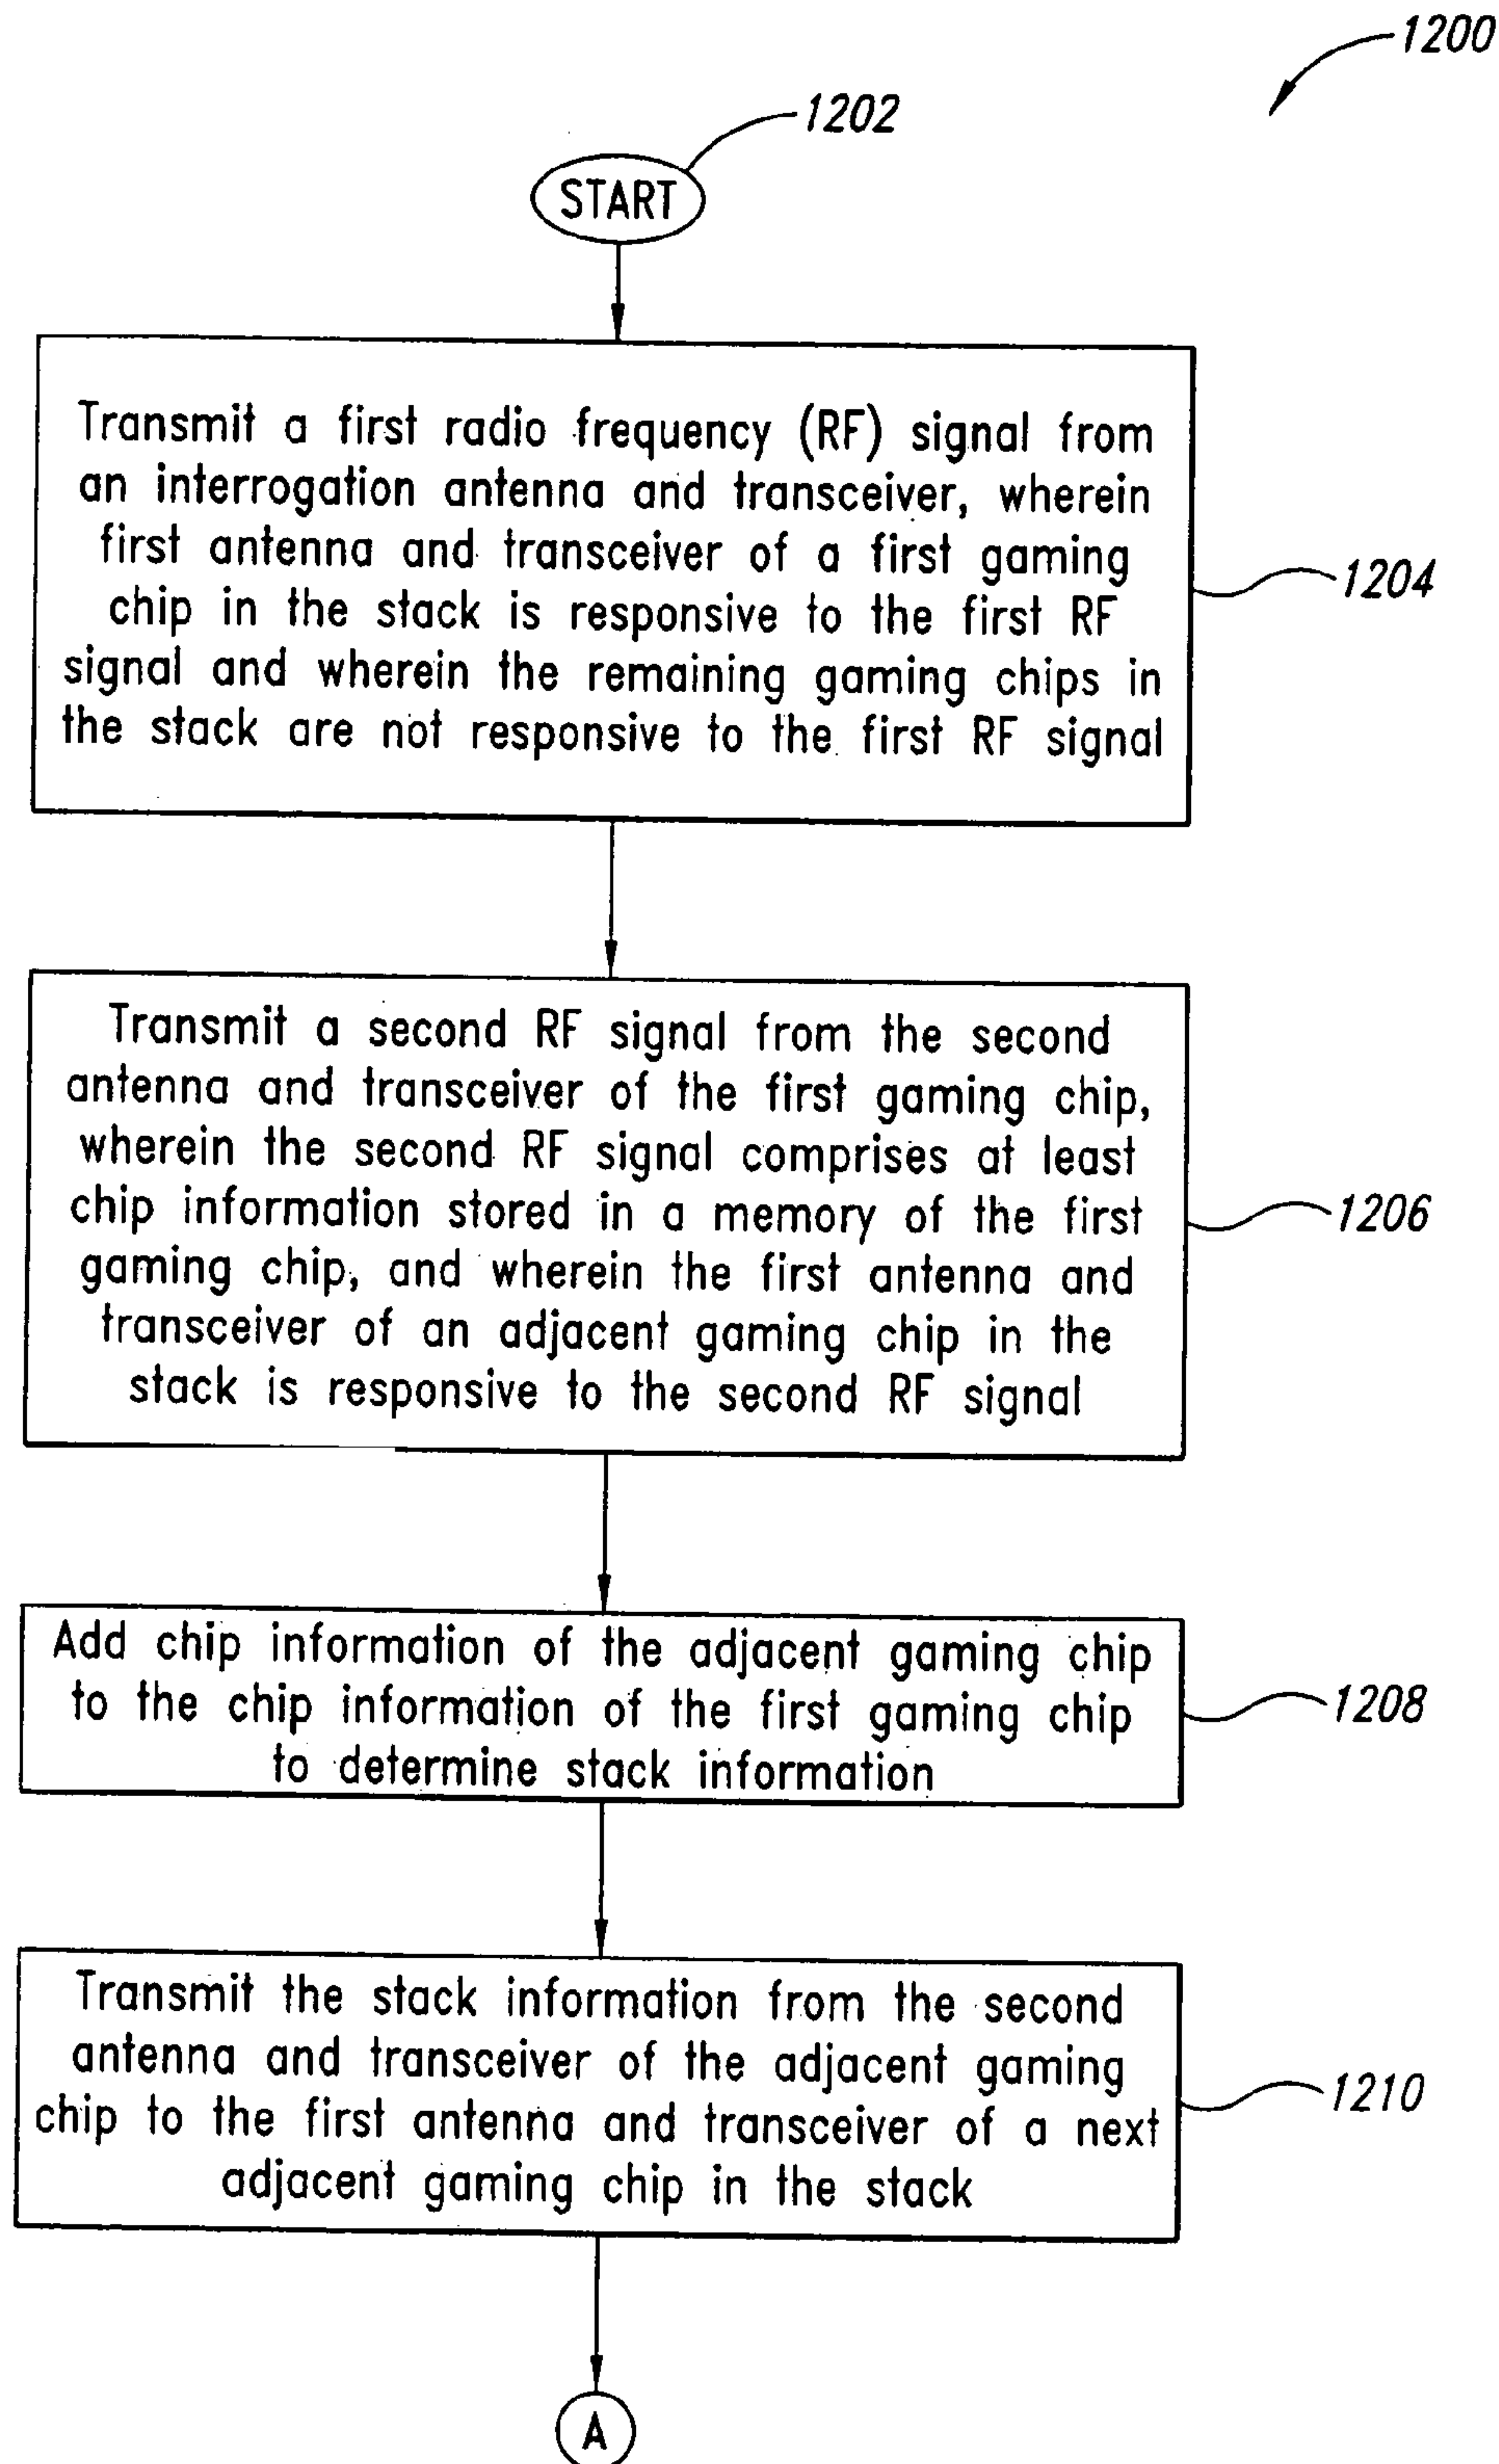 1200
1202
START
Transmit a first radio frequency (RF) signal from
an interrogation antenna and transceiver, wherein
first antenna and transceiver of a first gaming
chip in the stack is responsive to the first RF
signal and wherein the remaining gaming chips in
the stack are not responsive to the first RF signal
1204
Transmit a second RF signal from the second
antenna and transceiver of the first gaming chip,
wherein the second RF signal comprises at least
chip information stored in a memory of the first
gaming chip, and wherein the first antenna and
transceiver of an adjacent gaming chip in the
stack is responsive to the second RF signal
1206
Add chip information of the adjacent gaming chip
to the chip information of the first gaming chip
to determine stack information
1208
Transmit the stack information from the second
antenna and transceiver of the adjacent gaming
chip to the first antenna and transceiver of a next
adjacent gaming chip in the stack
1210
A